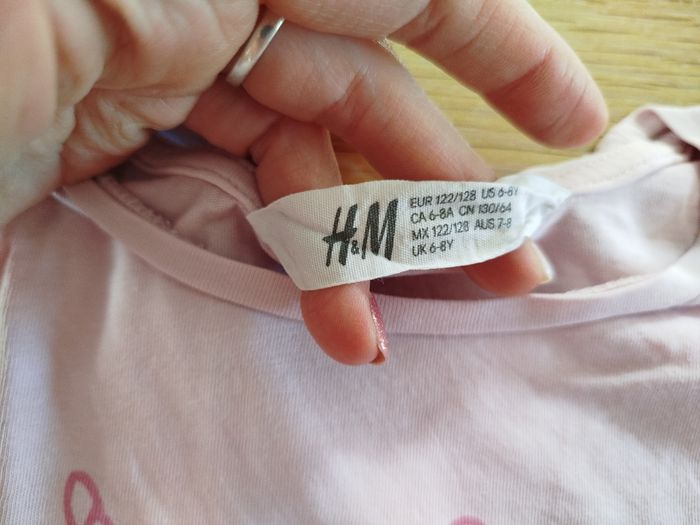 H&M
EUR 122/128 US 6-8Y
CA 6-8A CN 130/64
MX 122/128 AUS 7-8
UK 6-8Y